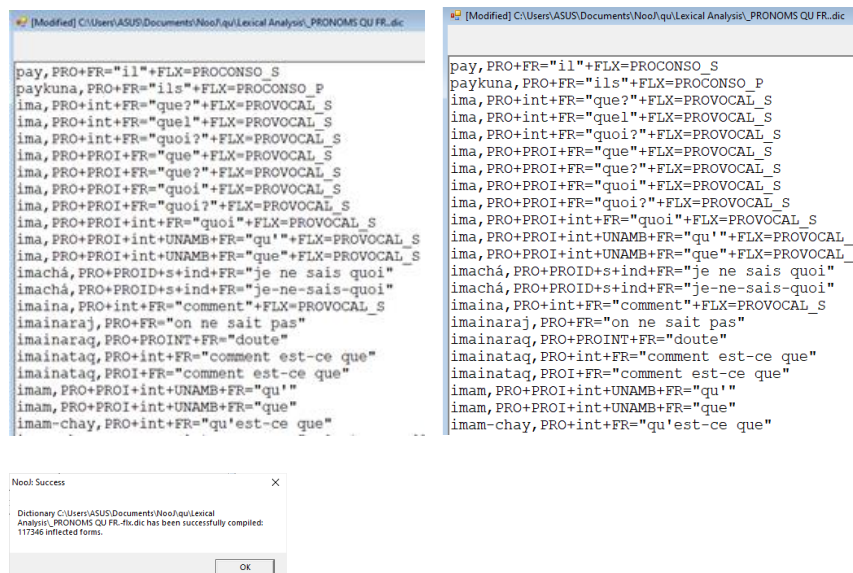 [Modified] C:\Users\ASUS\Documents\NooJ\qu\Lexical Analysis\_PRONOMS QU FR..dic
pay,PRO+FR="il"+FLX=PROCONSO_S
paykuna,PRO+FR="ils"+FLX=PROCONSO_P
ima,PRO+int+FR="que?"+FLX=PROVOCAL_S
ima,PRO+int+FR="quel"+FLX=PROVOCAL_S
ima,PRO+int+FR="quoi?"+FLX=PROVOCAL_S
ima,PRO+PROI+FR="que"+FLX=PROVOCAL_S
ima,PRO+PROI+FR="que?"+FLX=PROVOCAL_S
ima,PRO+PROI+FR="quoi"+FLX=PROVOCAL_S
ima,PRO+PROI+FR="quoi?"+FLX=PROVOCAL_S
ima,PRO+PROI+int+FR="quoi"+FLX=PROVOCAL_S
ima,PRO+PROI+int+UNAMB+FR="qu'"+FLX=PROVOCAL_S
ima,PRO+PROI+int+UNAMB+FR="que"+FLX=PROVOCAL_S
imachá,PRO+PROID+s+ind+FR="je ne sais quoi"
imachá,PRO+PROID+s+ind+FR="je-ne-sais-quoi"
imaina,PRO+int+FR="comment"+FLX=PROVOCAL_S
imainaraj,PRO+FR="on ne sait pas"
imainaraq,PRO+PROINT+FR="doute"
imainataq,PRO+int+FR="comment est-ce que"
imainataq,PROI+FR="comment est-ce que"
imam,PRO+PROI+int+UNAMB+FR="qu'"
imam,PRO+PROI+int+UNAMB+FR="que"
imam-chay,PRO+int+FR="qu'est-ce que"
[Modified] C:\Users\ASUS\Documents\NooJ\qu\Lexical Analysis\_PRONOMS QU FR..dic
pay,PRO+FR="il"+FLX=PROCONSO_S
paykuna,PRO+FR="ils"+FLX=PROCONSO_P
ima,PRO+int+FR="que?"+FLX=PROVOCAL_S
ima,PRO+int+FR="quel"+FLX=PROVOCAL_S
ima,PRO+int+FR="quoi?"+FLX=PROVOCAL_S
ima,PRO+PROI+FR="que"+FLX=PROVOCAL_S
ima,PRO+PROI+FR="que?"+FLX=PROVOCAL_S
ima,PRO+PROI+FR="quoi"+FLX=PROVOCAL_S
ima,PRO+PROI+FR="quoi?"+FLX=PROVOCAL_S
ima,PRO+PROI+int+FR="quoi"+FLX=PROVOCAL_S
ima,PRO+PROI+int+UNAMB+FR="qu'"+FLX=PROVOCAL_
ima,PRO+PROI+int+UNAMB+FR="que"+FLX=PROVOCAL_
imachá,PRO+PROID+s+ind+FR="je ne sais quoi"
imachá,PRO+PROID+s+ind+FR="je-ne-sais-quoi"
imaina,PRO+int+FR="comment"+FLX=PROVOCAL_S
imainaraj,PRO+FR="on ne sait pas"
imainaraq,PRO+PROINT+FR="doute"
imainataq,PRO+int+FR="comment est-ce que"
imainataq,PROI+FR="comment est-ce que"
imam,PRO+PROI+int+UNAMB+FR="qu'"
imam,PRO+PROI+int+UNAMB+FR="que"
imam-chay,PRO+int+FR="qu'est-ce que"
NooJ: Success
Dictionary C:\Users\ASUS\Documents\NooJ\qu\Lexical
Analysis\_PRONOMS QU FR.-flx.dic has been successfully compiled:
117346 inflected forms.
OK